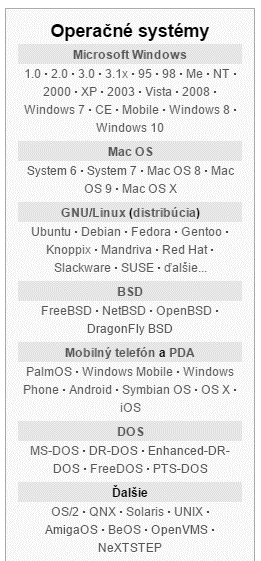 Operačné systémy
Microsoft Windows
1.0 · 2.0 · 3.0 · 3.1x · 95 · 98 · Me · NT ·
2000 · XP · 2003 · Vista · 2008 ·
Windows 7 · CE · Mobile · Windows 8 ·
Windows 10
Mac OS
System 6 · System 7 · Mac OS 8 · Mac
OS 9 · Mac OS X
GNU/Linux (distribúcia)
Ubuntu · Debian · Fedora · Gentoo ·
Knoppix · Mandriva · Red Hat ·
Slackware · SUSE · ďalšie...
BSD
FreeBSD · NetBSD · OpenBSD ·
DragonFly BSD
Mobilný telefón a PDA
PalmOS · Windows Mobile · Windows
Phone · Android · Symbian OS · OS X ·
iOS
DOS
MS-DOS · DR-DOS · Enhanced-DR-
DOS · FreeDOS · PTS-DOS
Ďalšie
OS/2 · QNX · Solaris · UNIX ·
AmigaOS · BeOS · OpenVMS ·
NeXTSTEP